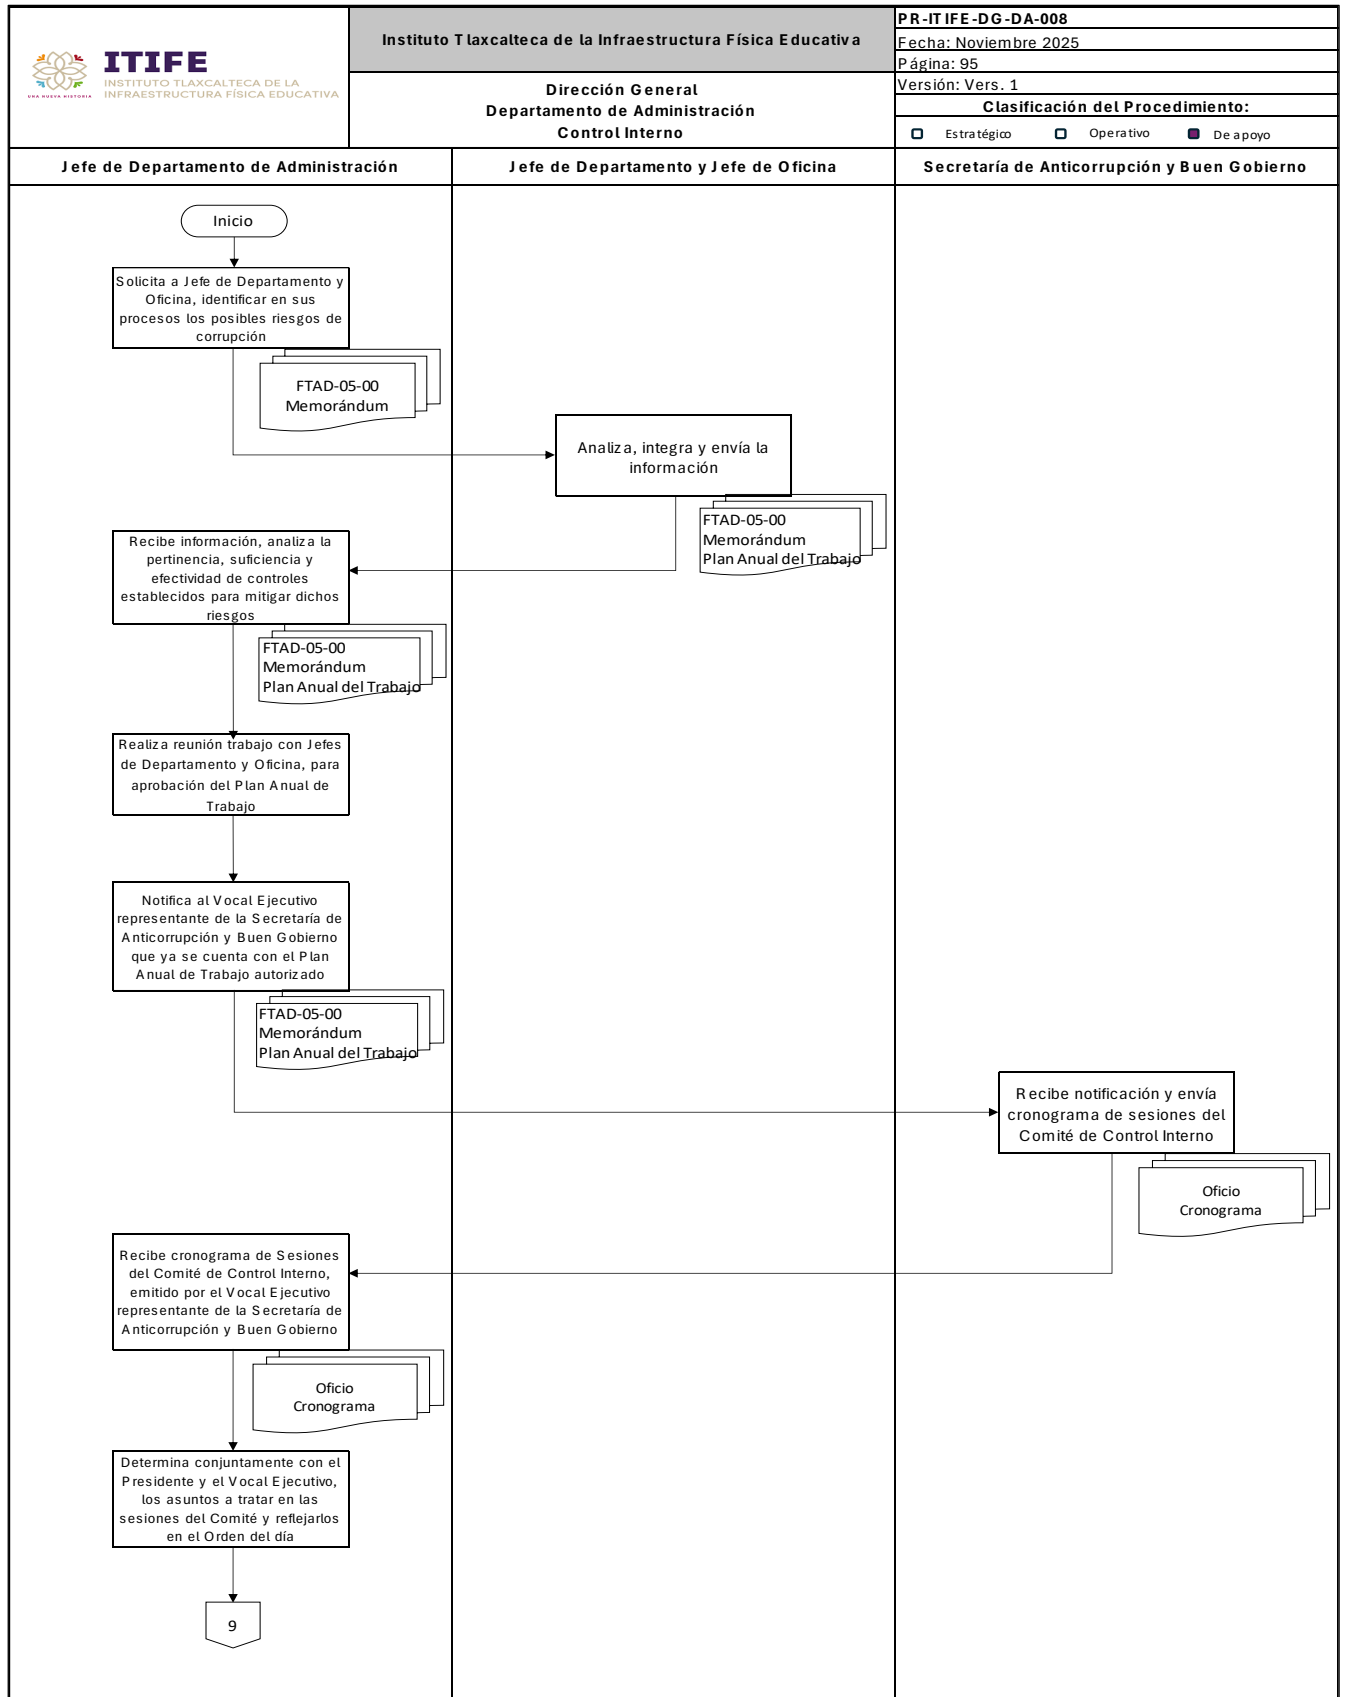 ITIFE
INSTITUTO TLAXCALTECA DE LA
INFRAESTRUCTURA FÍSICA EDUCATIVA
UNA NUEVA HISTORIA
Instituto Tlaxcalteca de la Infraestructura Física Educativa
Dirección General
Departamento de Administración
Control Interno
PR-ITIFE-DG-DA-008
Fecha: Noviembre 2025
Página: 95
Versión: Vers. 1
Clasificación del Procedimiento:
Estratégico Operativo De apoyo
Jefe de Departamento de Administración
Jefe de Departamento y Jefe de Oficina
Secretaría de Anticorrupción y Buen Gobierno
Inicio
Solicita a Jefe de Departamento y
Oficina, identificar en sus
procesos los posibles riesgos de
corrupción
FTAD-05-00
Memorándum
Analiza, integra y envía la
información
FTAD-05-00
Memorándum
Plan Anual del Trabajo
Recibe información, analiza la
pertinencia, suficiencia y
efectividad de controles
establecidos para mitigar dichos
riesgos
FTAD-05-00
Memorándum
Plan Anual del Trabajo
Realiza reunión trabajo con Jefes
de Departamento y Oficina, para
aprobación del Plan Anual de
Trabajo
Notifica al Vocal Ejecutivo
representante de la Secretaría de
Anticorrupción y Buen Gobierno
que ya se cuenta con el Plan
Anual de Trabajo autorizado
FTAD-05-00
Memorándum
Plan Anual del Trabajo
Recibe notificación y envía
cronograma de sesiones del
Comité de Control Interno
Oficio
Cronograma
Recibe cronograma de Sesiones
del Comité de Control Interno,
emitido por el Vocal Ejecutivo
representante de la Secretaría de
Anticorrupción y Buen Gobierno
Oficio
Cronograma
Determina conjuntamente con el
Presidente y el Vocal Ejecutivo,
los asuntos a tratar en las
sesiones del Comité y reflejarlos
en el Orden del día
9